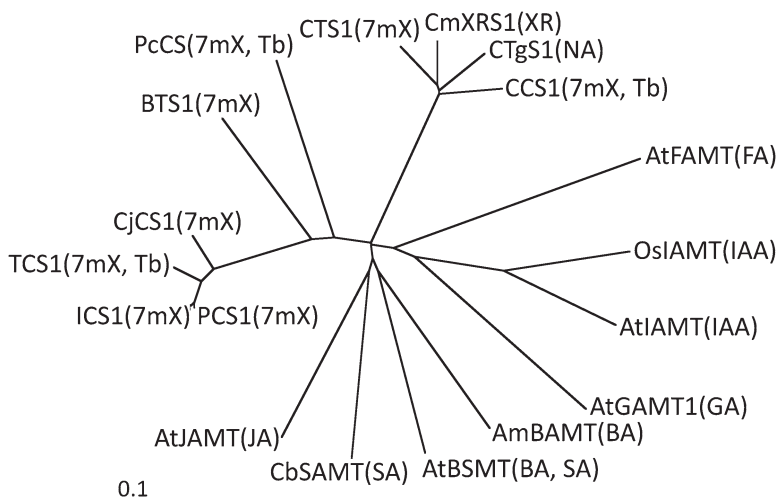 CTS1(7mX)
CmXRS1(XR)
PcCS(7mX, Tb)
CTgS1(NA)
CCS1(7mX, Tb)
BTS1(7mX)
AtFAMT(FA)
CjCS1(7mX)
OsIAMT(IAA)
TCS1(7mX, Tb)
ICS1(7mX) PCS1(7mX)
AtIAMT(IAA)
AtGAMT1(GA)
AmBAMT(BA)
AtJAMT(JA)
CbSAMT(SA)
AtBSMT(BA, SA)
0.1